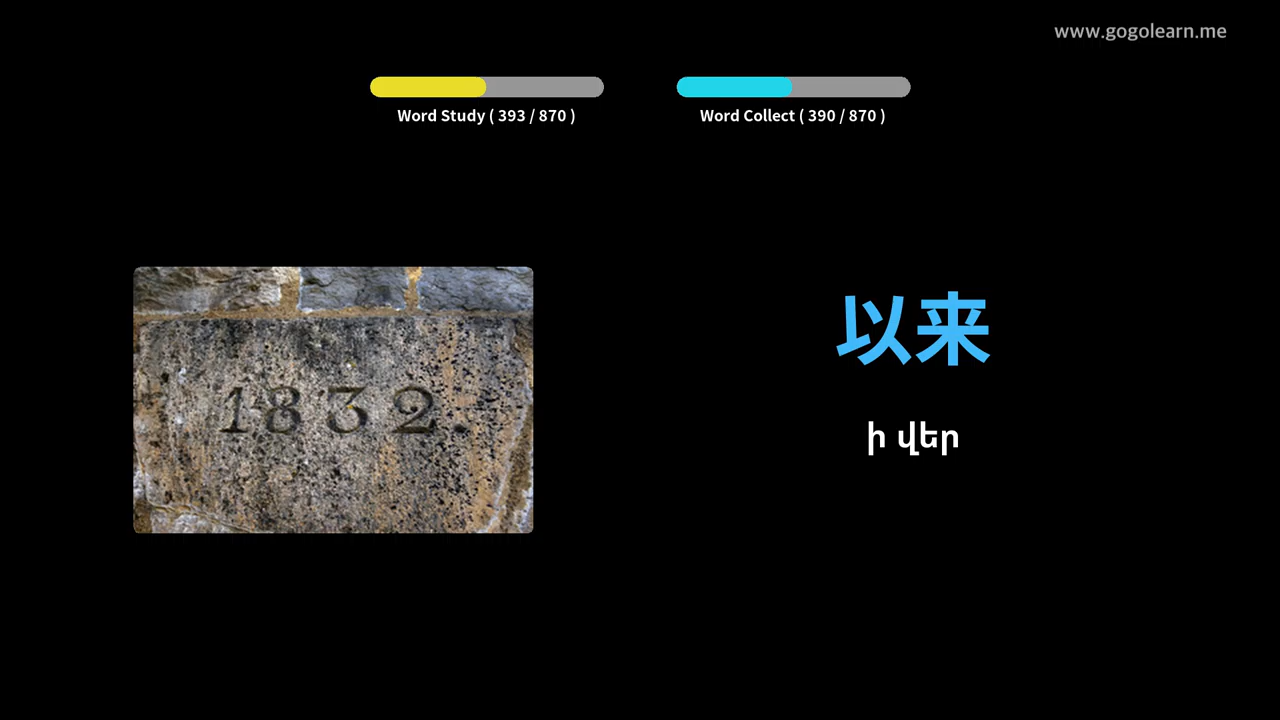 www.gogolearn.me
Word Study ( 393 / 870 )
Word Collect ( 390 / 870 )
1832.
以来
ի վեր